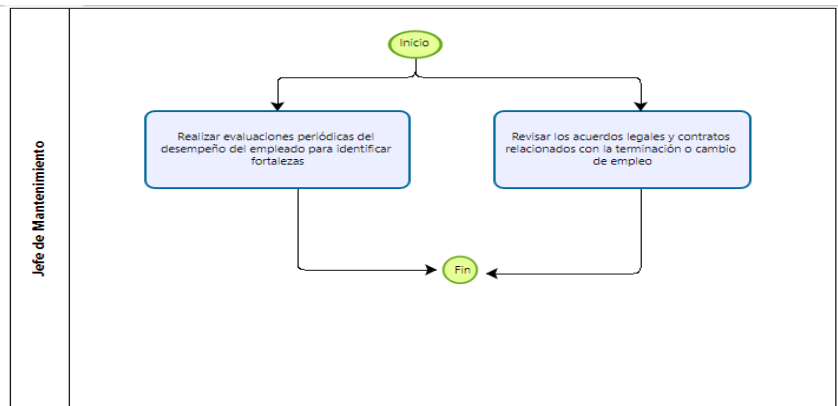 Inicio
Realizar evaluaciones periódicas del
desempeño del empleado para identificar
fortalezas
Revisar los acuerdos legales y contratos
relacionados con la terminación o cambio
de empleo
Jefe de Mantenimiento
Fin